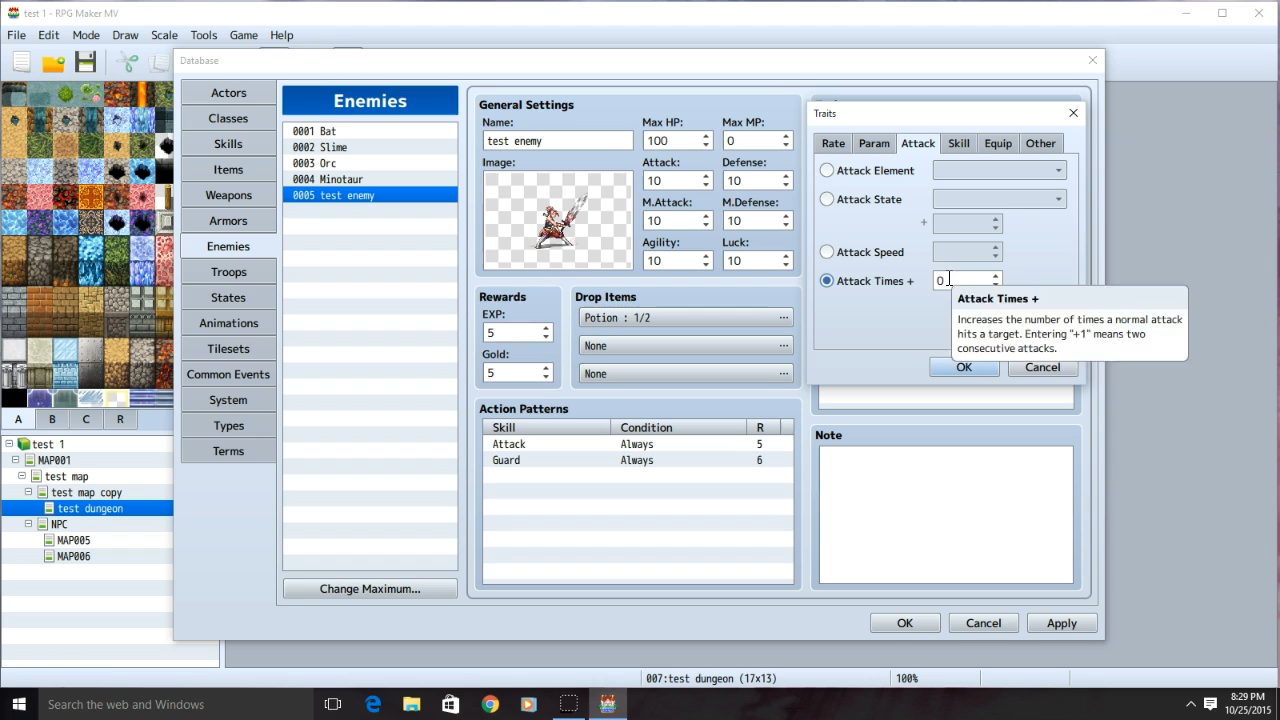 test 1 - RPG Maker MV
File Edit Mode Draw Scale Tools Game Help
Database
Actors
Classes
Skills
Items
Weapons
Armors
Enemies
Troops
States
Animations
Tilesets
Common Events
System
Types
Terms
Enemies
0001 Bat
0002 Slime
0003 Orc
0004 Minotaur
0005 test enemy
Change Maximum...
General Settings
Name: Max HP: Max MP:
test enemy 100 0
Image: Attack: Defense:
10 10
M.Attack: M.Defense:
10 10
Agility: Luck:
10 10
Rewards
EXP:
5
Gold:
5
Drop Items
Potion : 1/2 ...
None ...
None ...
Action Patterns
Skill Condition R
Attack Always 5
Guard Always 6
Traits
Rate Param Attack Skill Equip Other
Attack Element
Attack State
+
Attack Speed
Attack Times + 0
Attack Times +
Increases the number of times a normal attack
hits a target. Entering "+1" means two
consecutive attacks.
OK Cancel
Note
OK Cancel Apply
A B C R
test 1
MAP001
test map
test map copy
test dungeon
NPC
MAP005
MAP006
007:test dungeon (17x13) 100%
Search the web and Windows
8:29 PM
10/25/2015